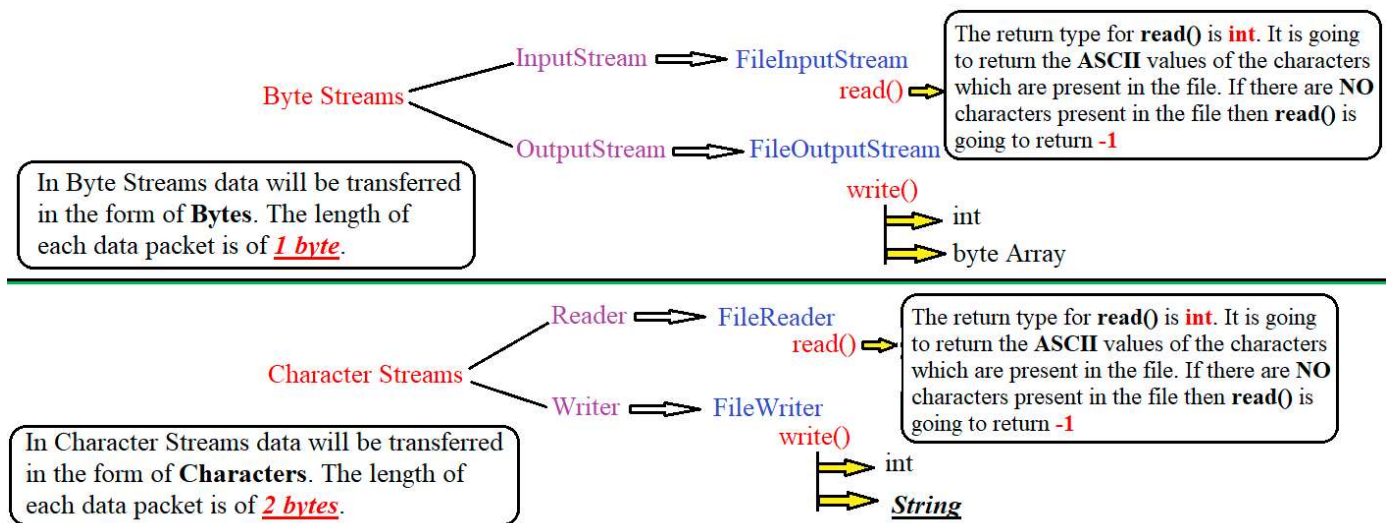 InputStream
FileInputStream
Byte Streams
read()
OutputStream
FileOutputStream
The return type for read() is int. It is going
to return the ASCII values of the characters
which are present in the file. If there are NO
characters present in the file then read() is
going to return -1
In Byte Streams data will be transferred
in the form of Bytes. The length of
each data packet is of 1 byte.
write()
int
byte Array
Reader
FileReader
read()
Character Streams
Writer
FileWriter
The return type for read() is int. It is going
to return the ASCII values of the characters
which are present in the file. If there are NO
characters present in the file then read() is
going to return -1
In Character Streams data will be transferred
in the form of Characters. The length of
each data packet is of 2 bytes.
write()
int
String